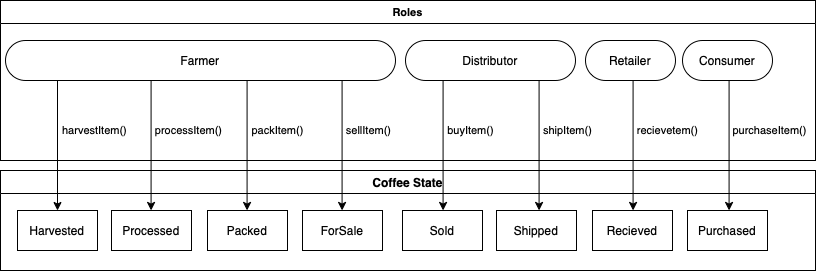 Roles
Farmer
Distributor
Retailer
Consumer
harvestItem()
processItem()
packItem()
sellItem()
buyItem()
shipItem()
recievetem()
purchaseItem()
Coffee State
Harvested
Processed
Packed
ForSale
Sold
Shipped
Recieved
Purchased